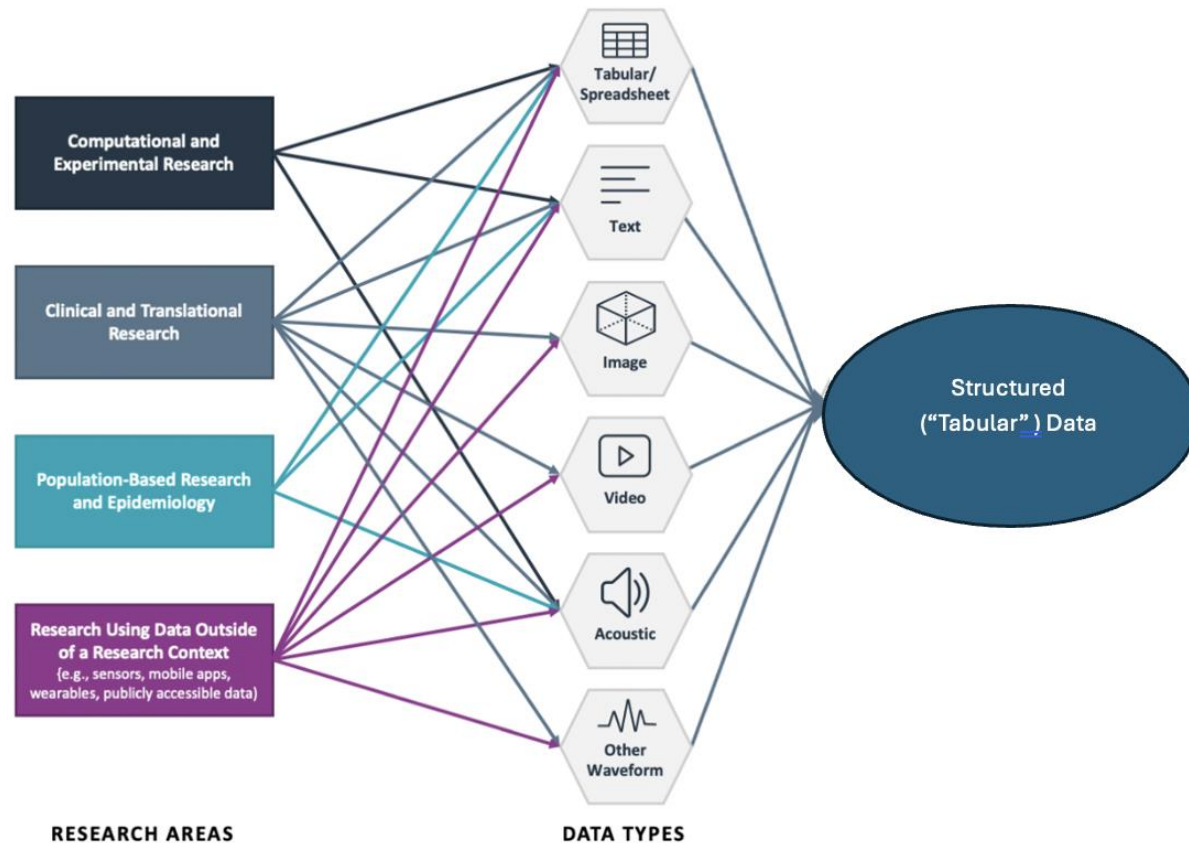 Computational and
Experimental Research
Clinical and Translational
Research
Population-Based Research
and Epidemiology
Research Using Data Outside
of a Research Context
(e.g., sensors, mobile apps,
wearables, publicly accessible data)
RESEARCH AREAS
Tabular/
Spreadsheet
Text
Image
Video
Acoustic
Other
Waveform
DATA TYPES
Structured
(“Tabular” ) Data